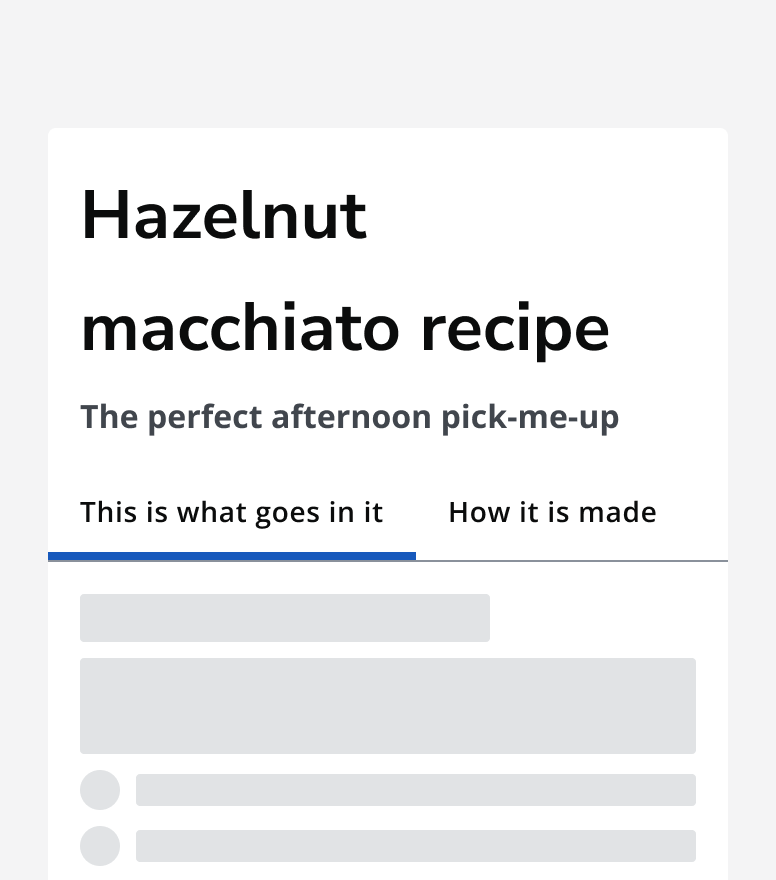 Hazelnut
macchiato recipe
The perfect afternoon pick-me-up
This is what goes in it
How it is made